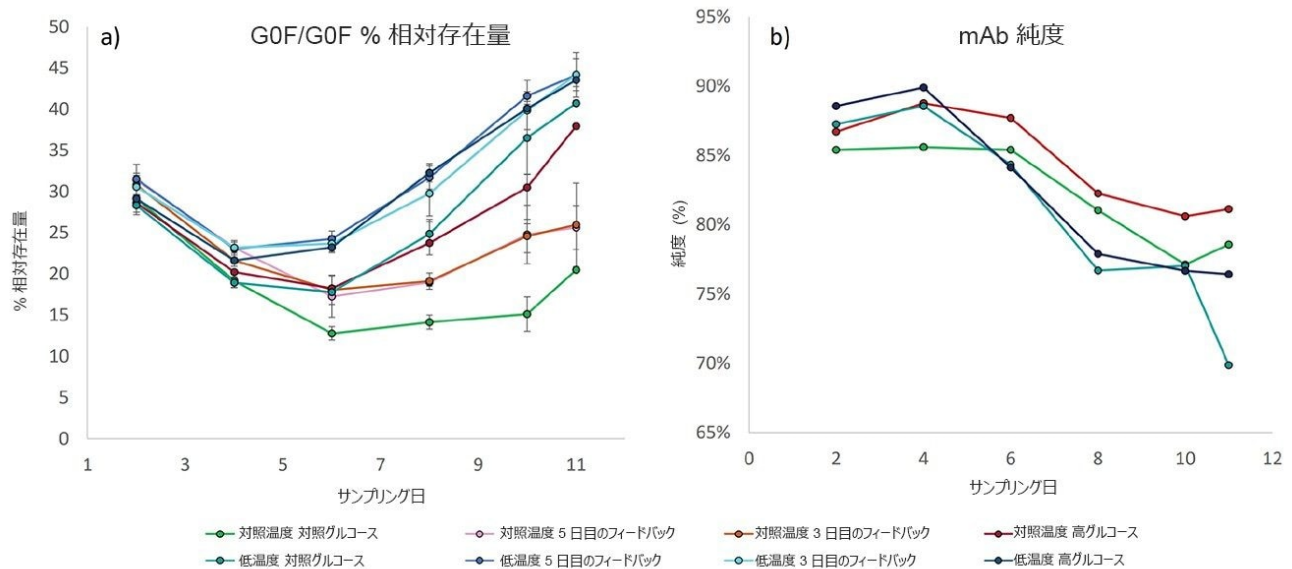 a) G0F/G0F % 相対存在量
50
45
40
35
30
25
20
15
10
5
0
% 相対存在量
1 3 5 7 9 11
サンプリング日
b) mAb 純度
95%
90%
85%
80%
75%
70%
65%
純度 (%)
0 2 4 6 8 10 12
サンプリング日
対照温度 対照グルコース 対照温度 5 日目のフィードバック 対照温度 3 日目のフィードバック 対照温度 高グルコース
低温度 対照グルコース 低温度 5 日目のフィードバック 低温度 3 日目のフィードバック 低温度 高グルコース